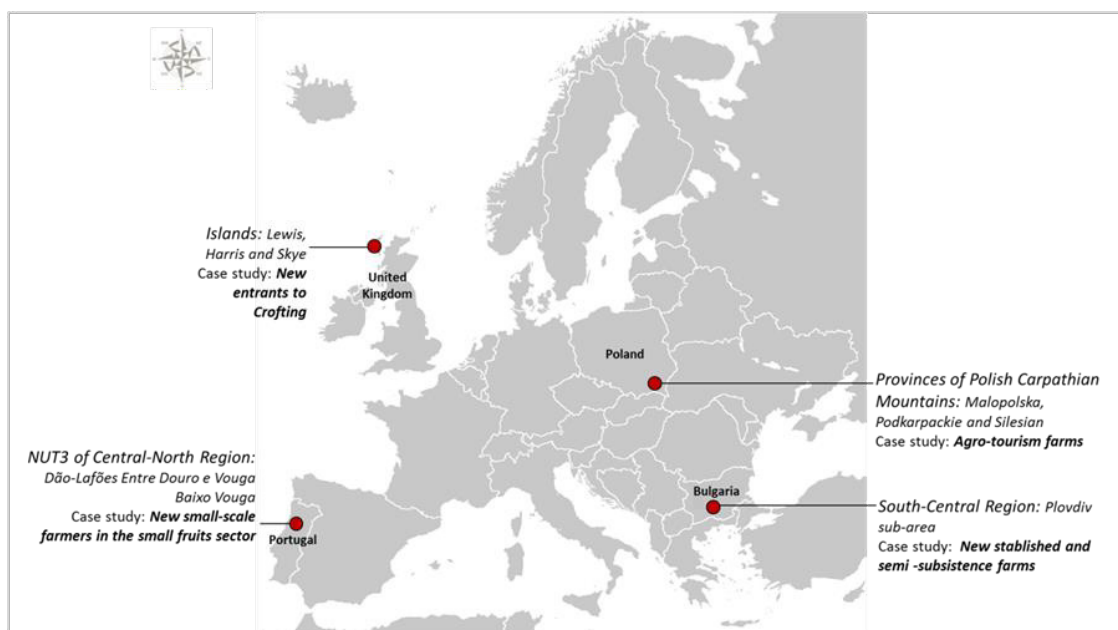 Islands: Lewis,
Harris and Skye
Case study: New
entrants to
Crofting
United
Kingdom
Poland
Provinces of Polish Carpathian
Mountains: Malopolska,
Podkarpackie and Silesian
Case study: Agro-tourism farms
NUT3 of Central-North Region:
Dão-Lafões Entre Douro e Vouga
Baixo Vouga
Case study: New small-scale
farmers in the small fruits sector
Portugal
Bulgaria
South-Central Region: Plovdiv
sub-area
Case study: New stablished and
semi -subsistence farms